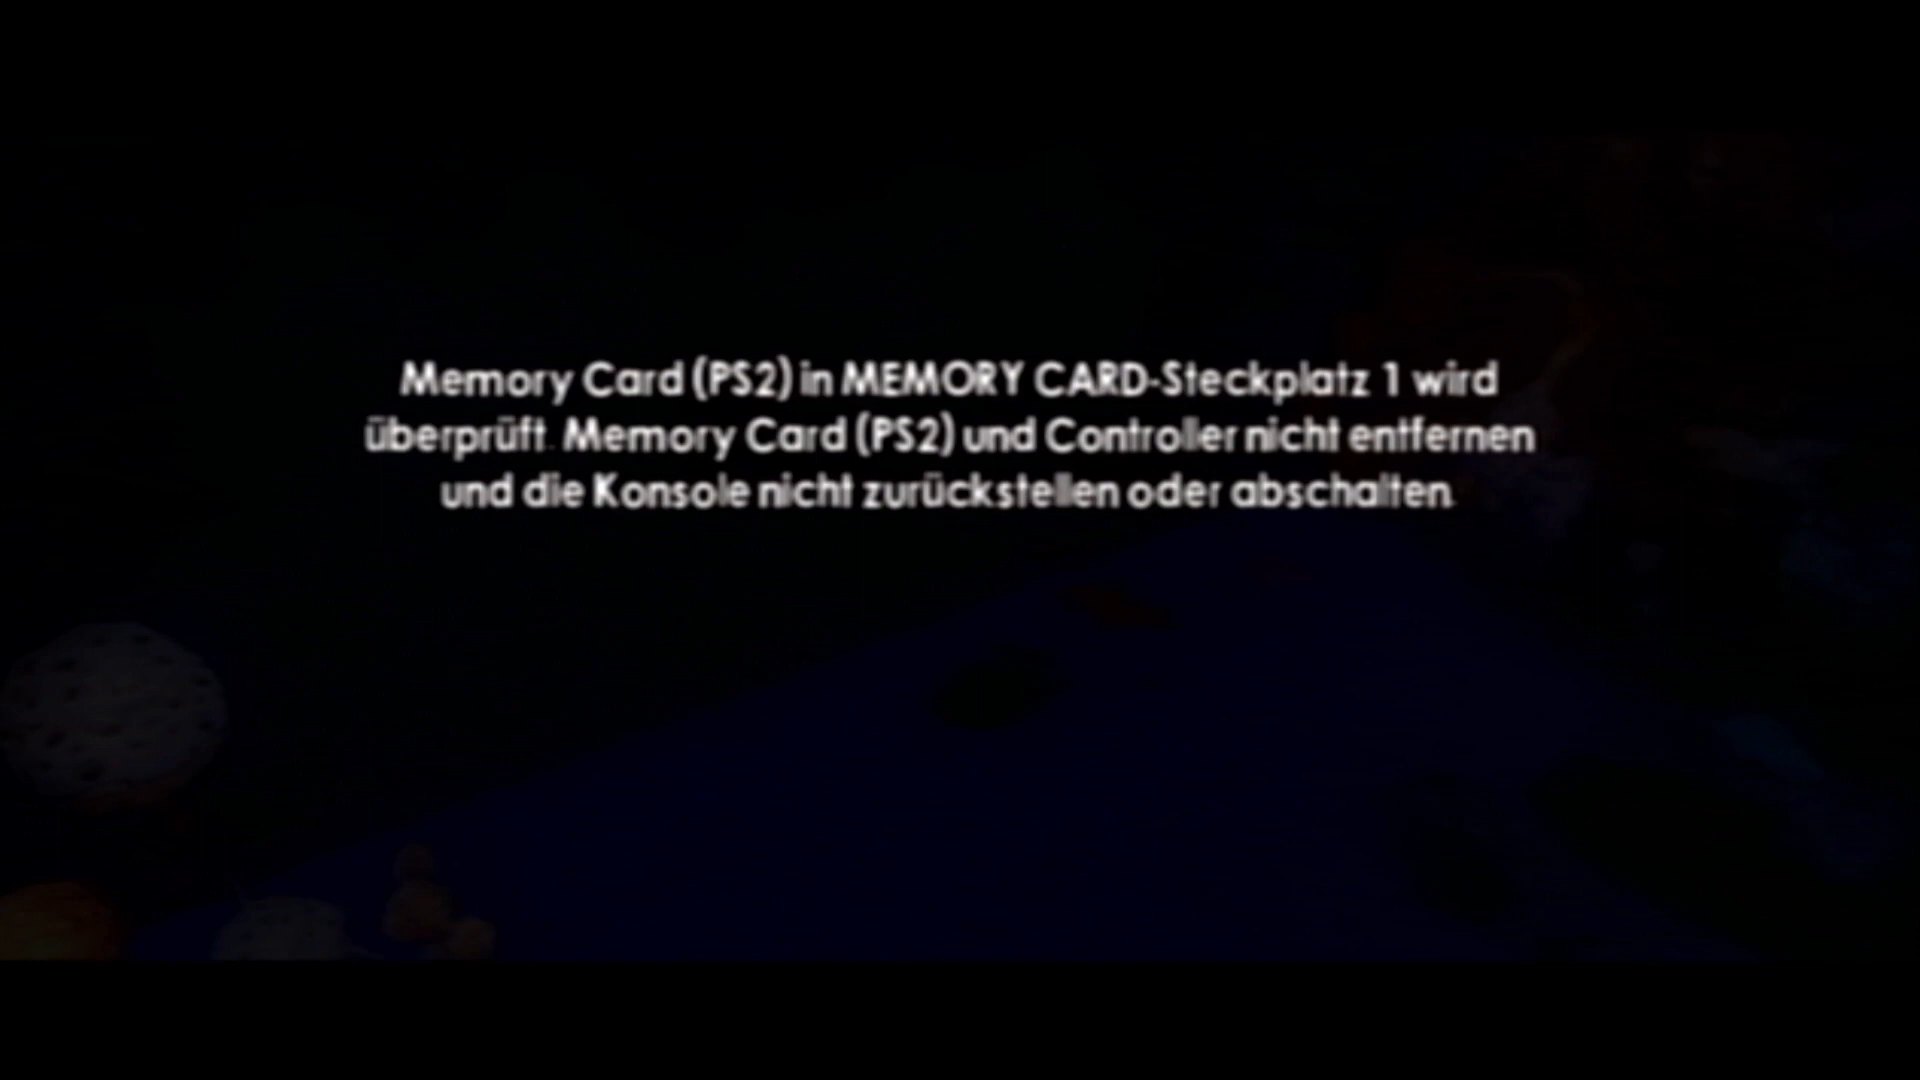 Memory Card (PS2) in MEMORY CARD-Steckplatz 1 wird
überprüft. Memory Card (PS2) und Controller nicht entfernen
und die Konsole nicht zurückstellen oder abschalten.